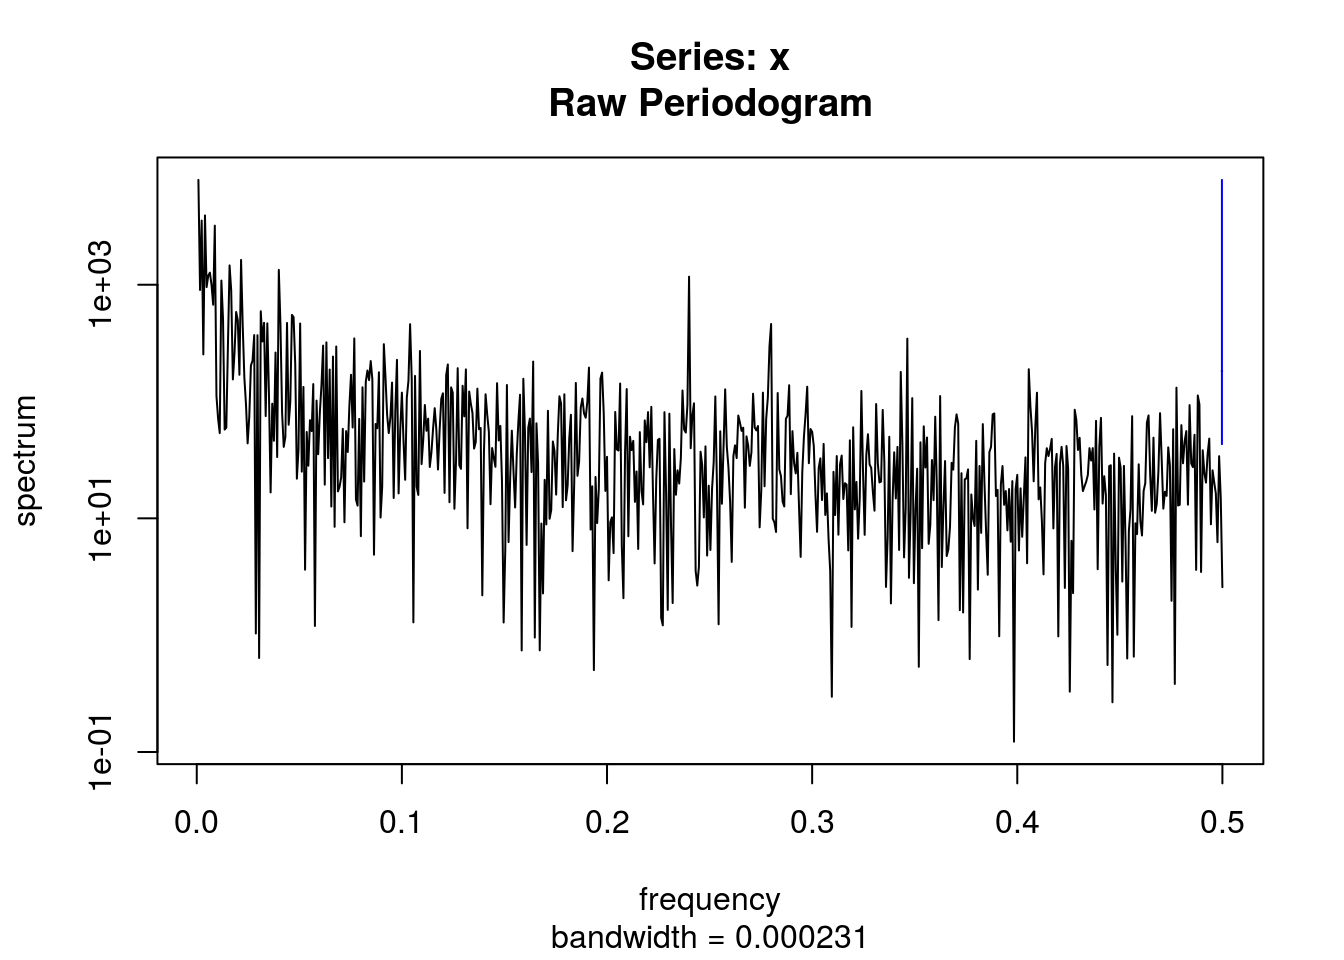 Series: x
Raw Periodogram
spectrum
1e+03
1e+01
1e-01
0.0 0.1 0.2 0.3 0.4 0.5
frequency
bandwidth = 0.000231